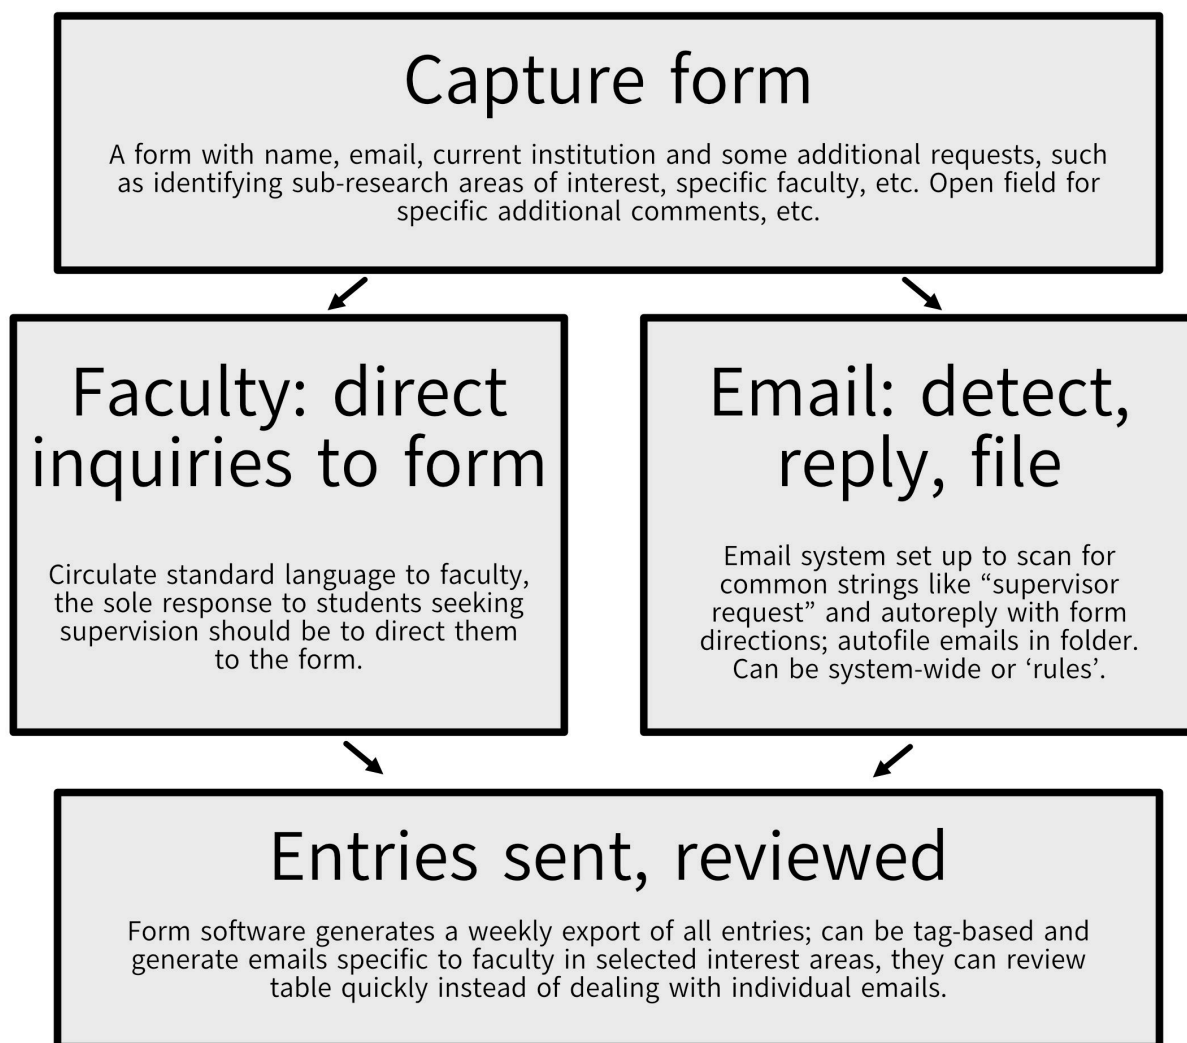 Capture form
A form with name, email, current institution and some additional requests, such
as identifying sub-research areas of interest, specific faculty, etc. Open field for
specific additional comments, etc.
Faculty: direct
inquiries to form
Circulate standard language to faculty,
the sole response to students seeking
supervision should be to direct them
to the form.
Email: detect,
reply, file
Email system set up to scan for
common strings like “supervisor
request” and autoreply with form
directions; autofile emails in folder.
Can be system-wide or ‘rules’.
Entries sent, reviewed
Form software generates a weekly export of all entries; can be tag-based and
generate emails specific to faculty in selected interest areas, they can review
table quickly instead of dealing with individual emails.